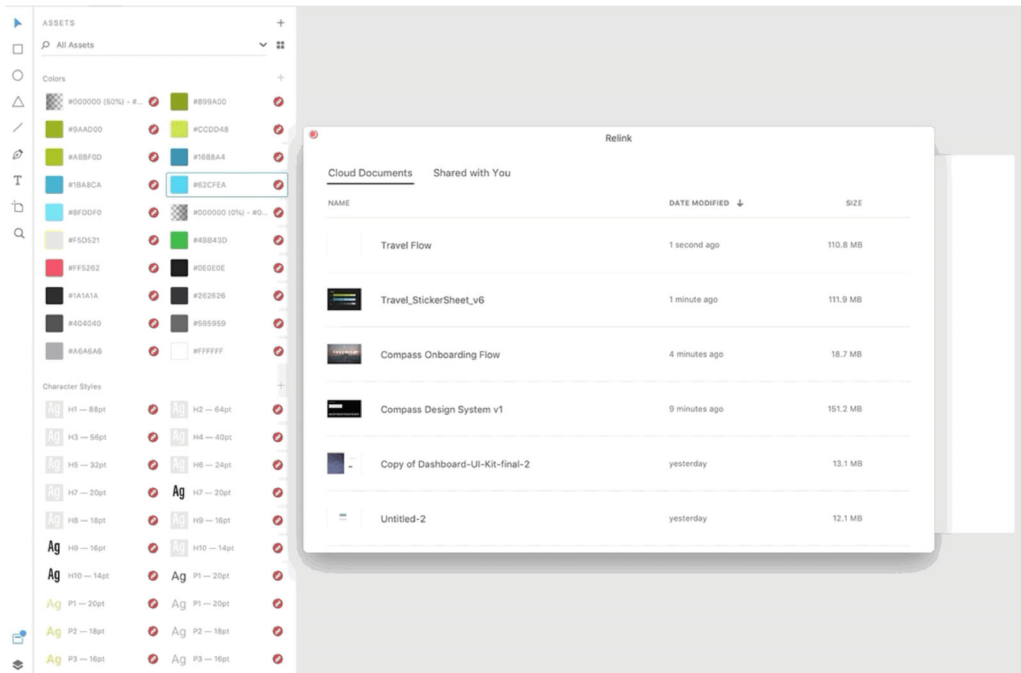 ASSETS
All Assets
Colors
#000000 (50%) - #...
#899A00
#9AAD00
#CCDD48
#ABBF0D
#1688A4
#1BA8CA
#62CFEA
#8FDDF0
#000000 (0%) - #0...
#F5D521
#4BB43D
#FF5262
#0E0E0E
#1A1A1A
#262626
#404040
#595959
#A6A6A6
#FFFFFF
Character Styles
Ag H1 — 88pt
Ag H2 — 64pt
Ag H3 — 56pt
Ag H4 — 40pt
Ag H5 — 32pt
Ag H6 — 24pt
Ag H7 — 20pt
Ag H7 — 20pt
Ag H8 — 18pt
Ag H9 — 16pt
Ag H9 — 16pt
Ag H10 — 14pt
Ag H10 — 14pt
Ag P1 — 20pt
Ag P1 — 20pt
Ag P1 — 20pt
Ag P2 — 18pt
Ag P2 — 18pt
Ag P3 — 16pt
Ag P3 — 16pt
Relink
Cloud Documents
Shared with You
NAME DATE MODIFIED SIZE
Travel Flow 1 second ago 110.8 MB
Travel_StickerSheet_v6 1 minute ago 111.9 MB
Compass Onboarding Flow 4 minutes ago 18.7 MB
Compass Design System v1 9 minutes ago 151.2 MB
Copy of Dashboard-UI-Kit-final-2 yesterday 13.1 MB
Untitled-2 yesterday 12.1 MB